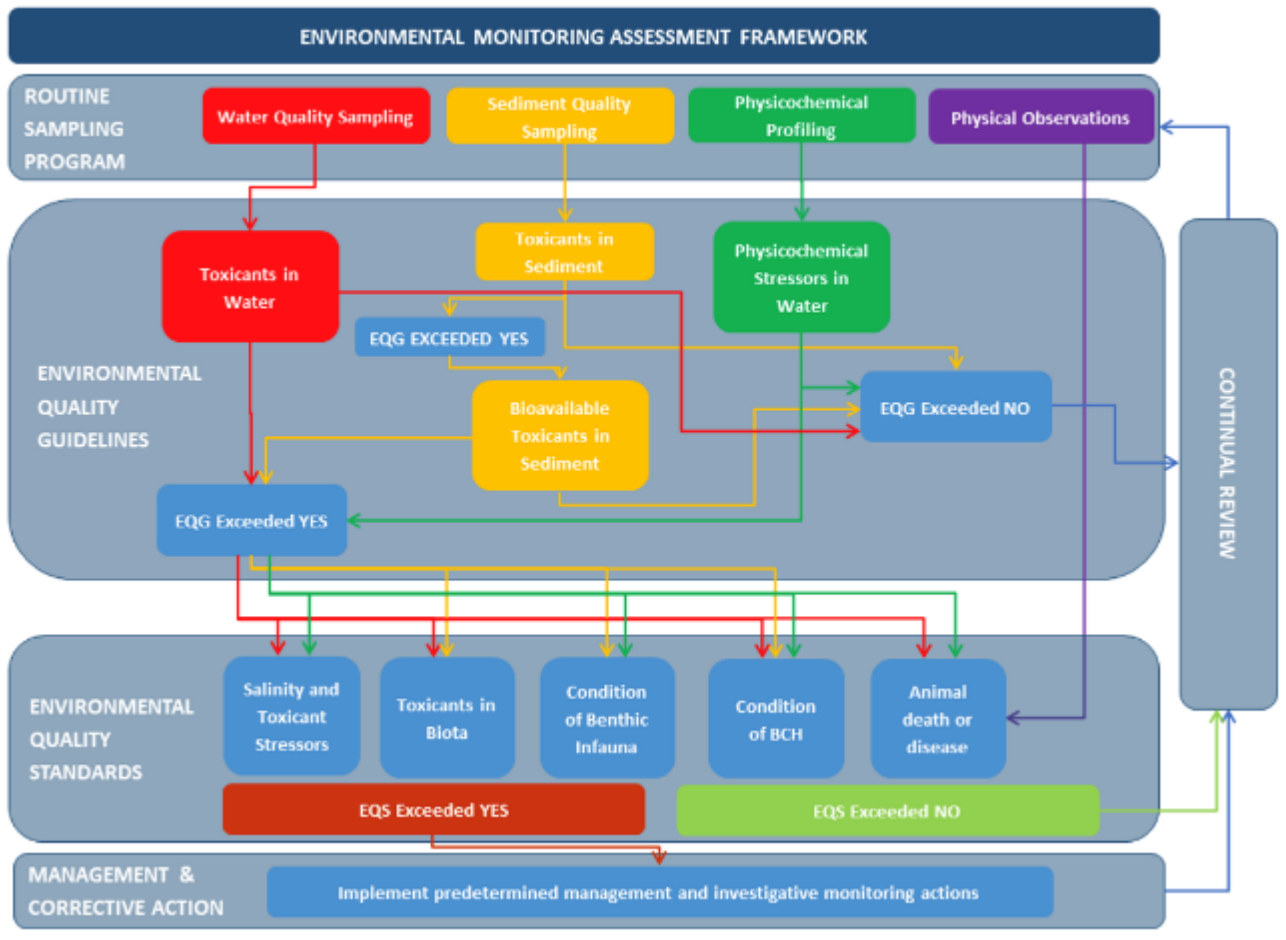 ENVIRONMENTAL MONITORING ASSESSMENT FRAMEWORK
ROUTINE
SAMPLING
PROGRAM
Water Quality Sampling
Sediment Quality
Sampling
Physicochemical
Profiling
Physical Observations
ENVIRONMENTAL
QUALITY
GUIDELINES
Toxicants in
Water
Toxicants in
Sediment
Physicochemical
Stressors in
Water
EQG EXCEEDED YES
Bioavailable
Toxicants in
Sediment
EQG Exceeded NO
EQG Exceeded YES
CONTINUAL REVIEW
ENVIRONMENTAL
QUALITY
STANDARDS
Salinity and
Toxicant
Stressors
Toxicants in
Biota
Condition
of Benthic
Infauna
Condition
of BCH
Animal
death or
disease
EQS Exceeded YES
EQS Exceeded NO
MANAGEMENT &
CORRECTIVE ACTION
Implement predetermined management and investigative monitoring actions